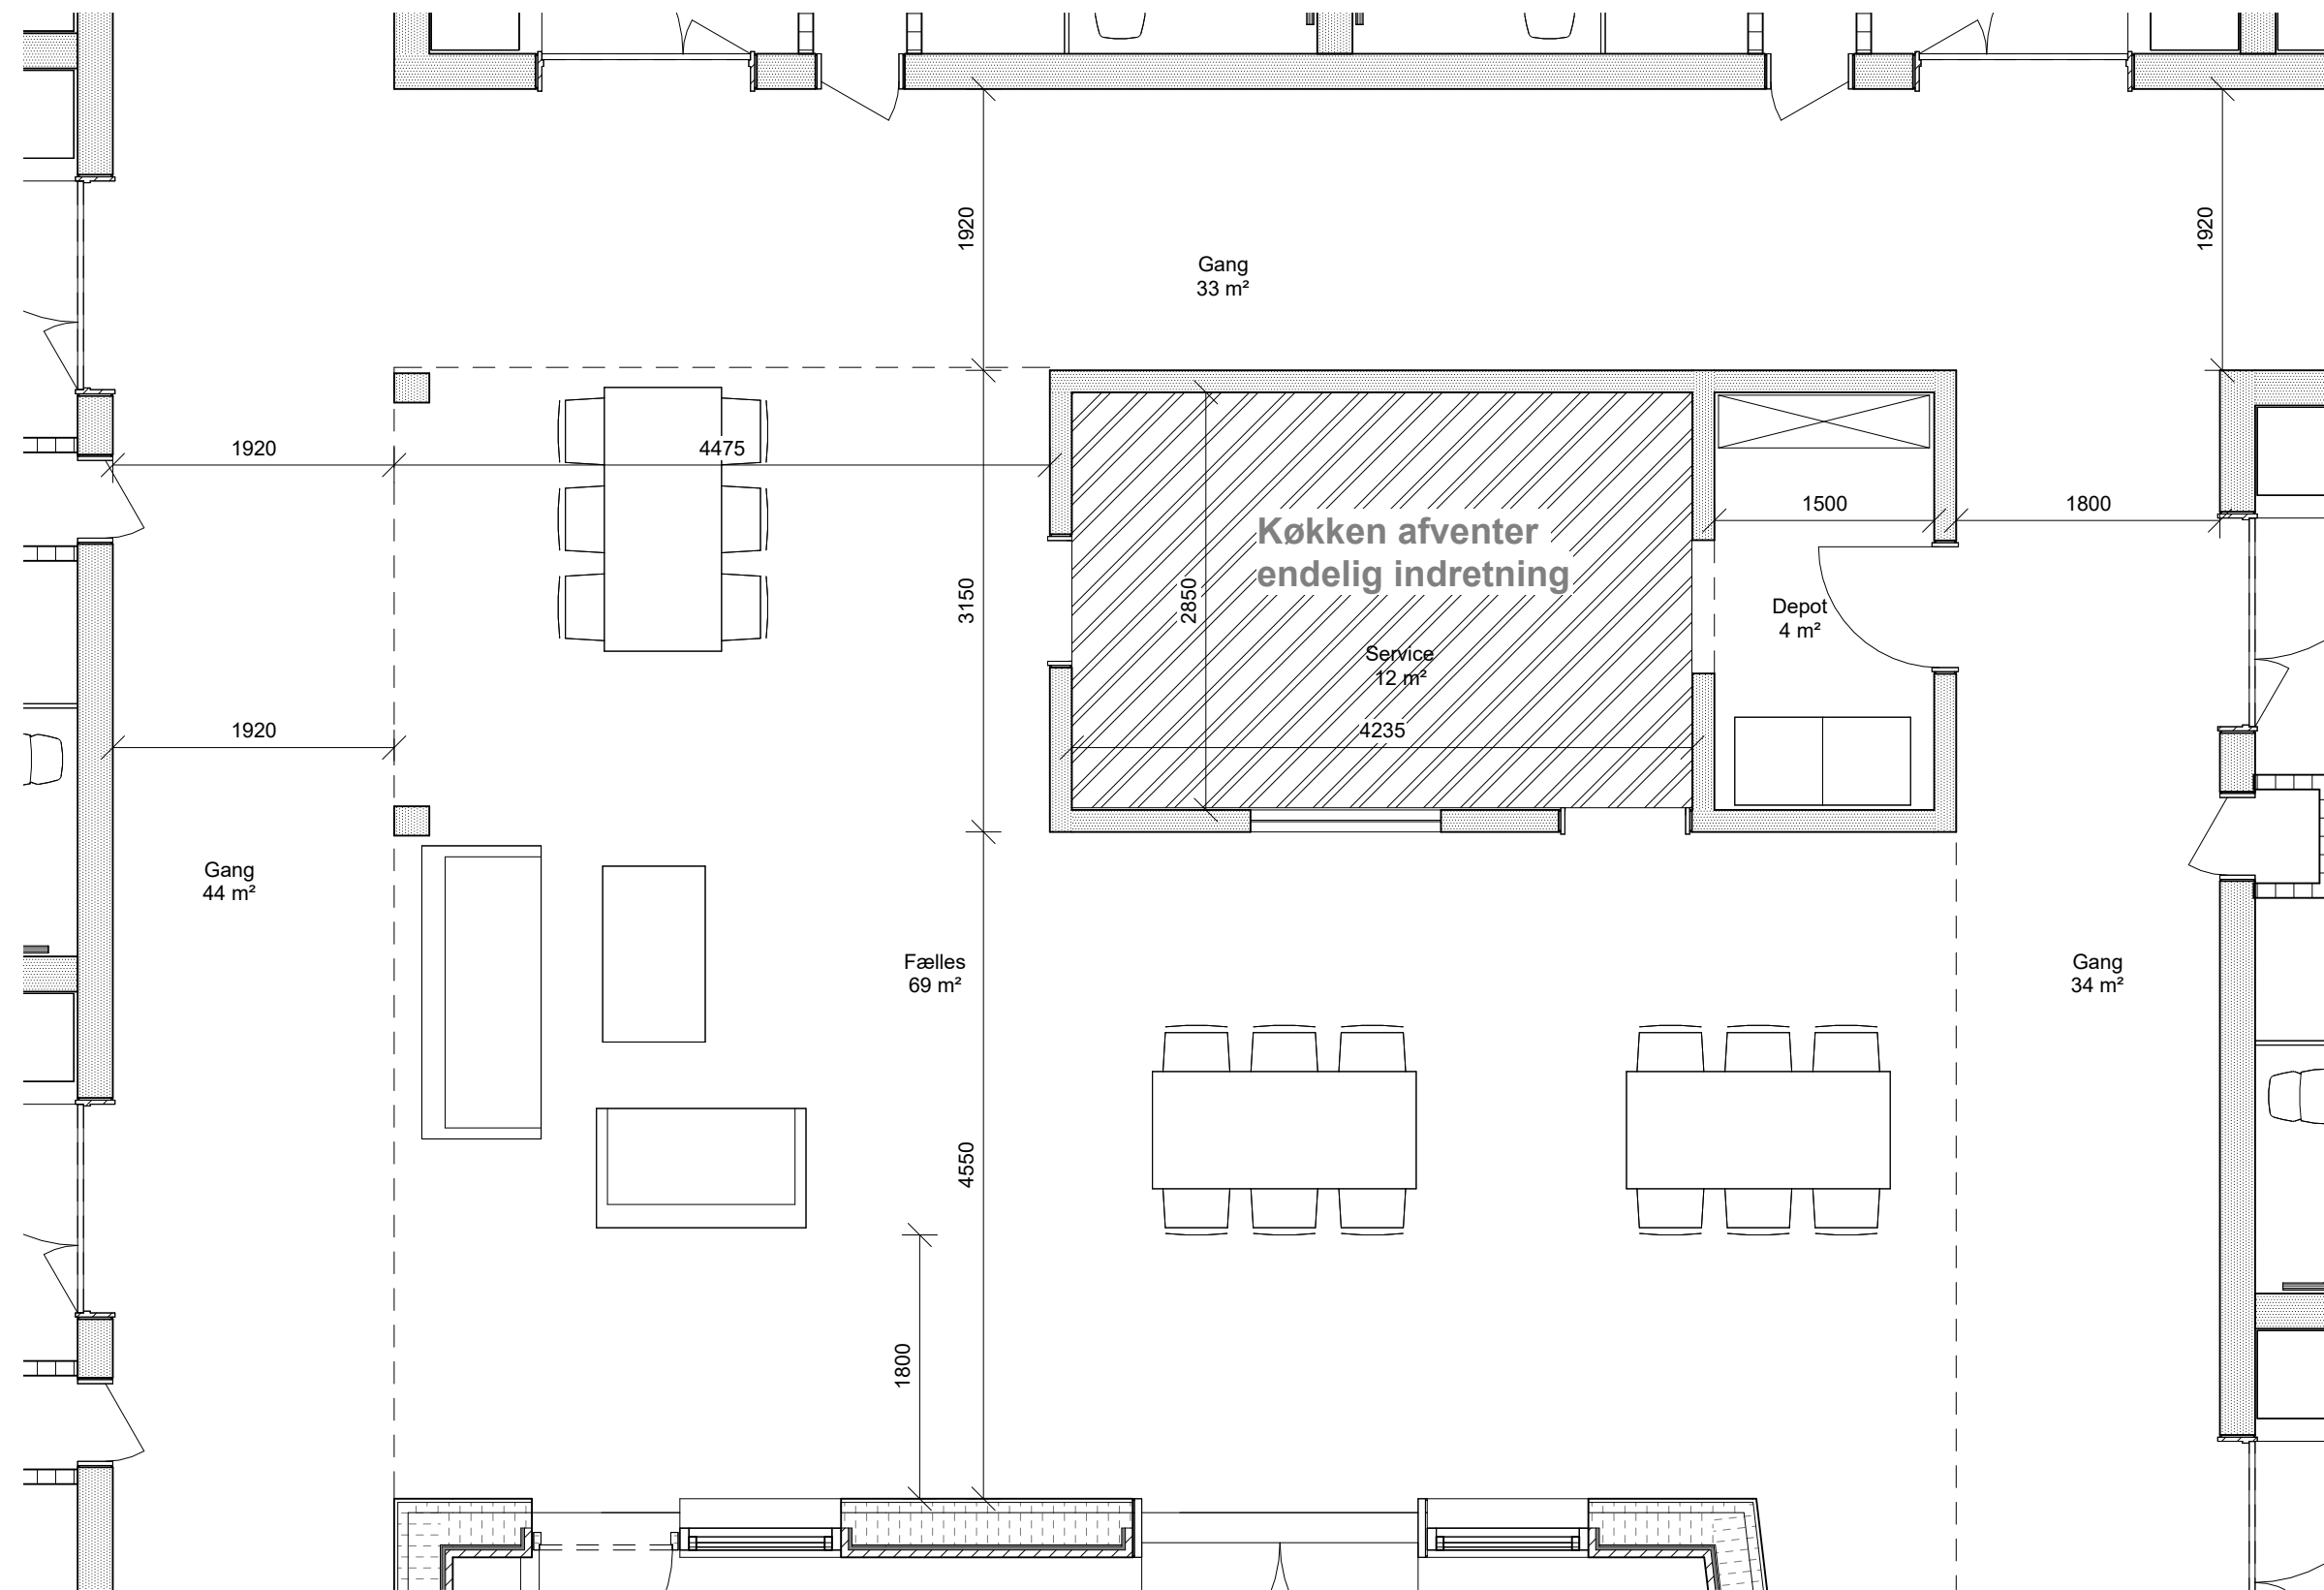 1920
1920
Gang
33 m²
1920
4475
1500
1800
Køkken afventer
endelig indretning
3150
2850
Depot
4 m²
Service
12 m²
1920
4235
Gang
44 m²
Fælles
69 m²
Gang
34 m²
4550
1800